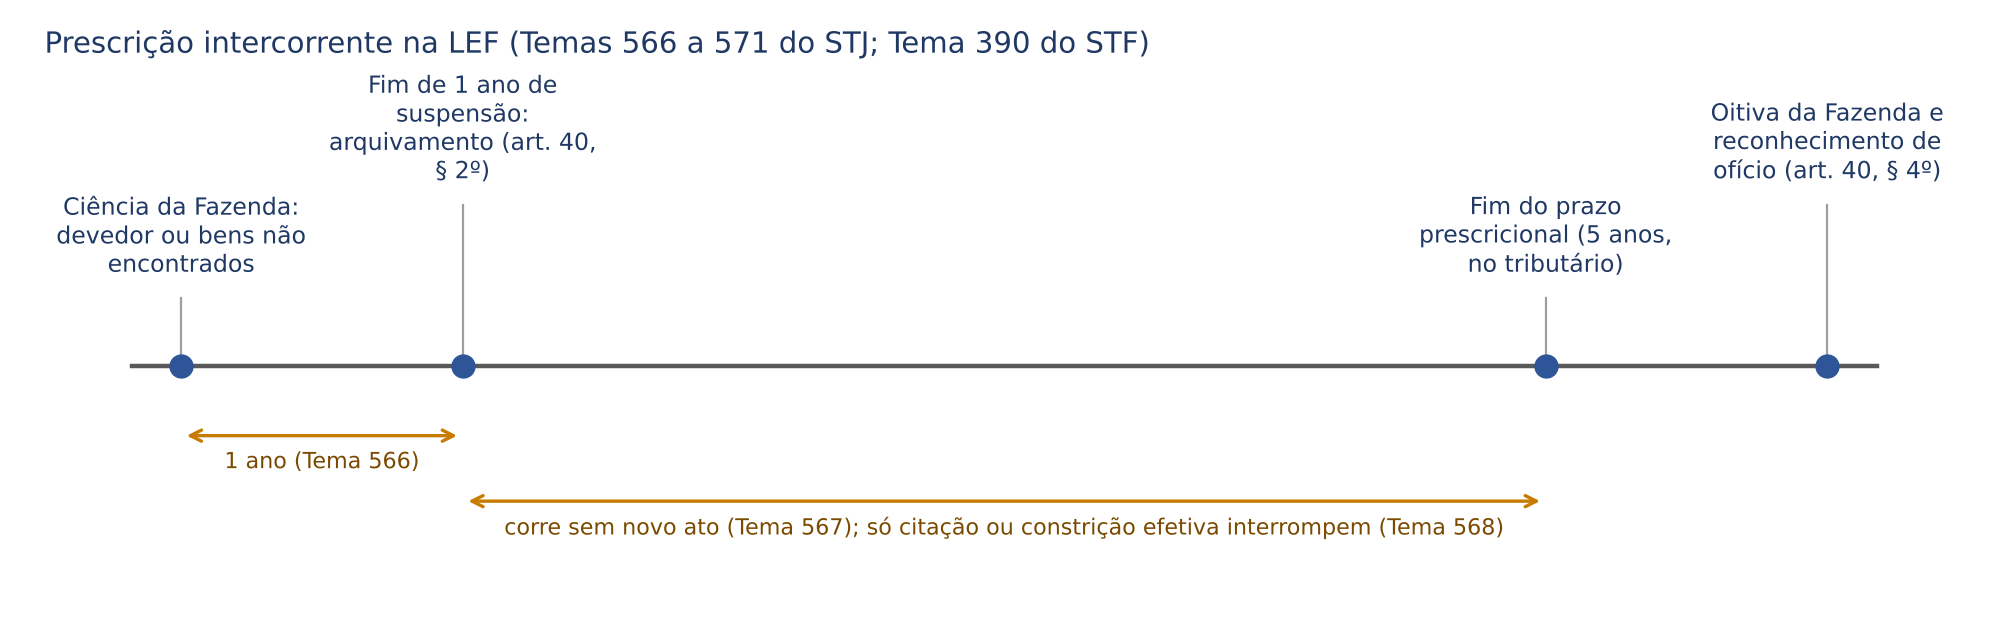 Prescrição intercorrente na LEF (Temas 566 a 571 do STJ; Tema 390 do STF)
Ciência da Fazenda:
devedor ou bens não
encontrados
Fim de 1 ano de
suspensão:
arquivamento (art. 40,
§ 2º)
Fim do prazo
prescricional (5 anos,
no tributário)
Oitiva da Fazenda e
reconhecimento de
ofício (art. 40, § 4º)
1 ano (Tema 566)
corre sem novo ato (Tema 567); só citação ou constrição efetiva interrompem (Tema 568)